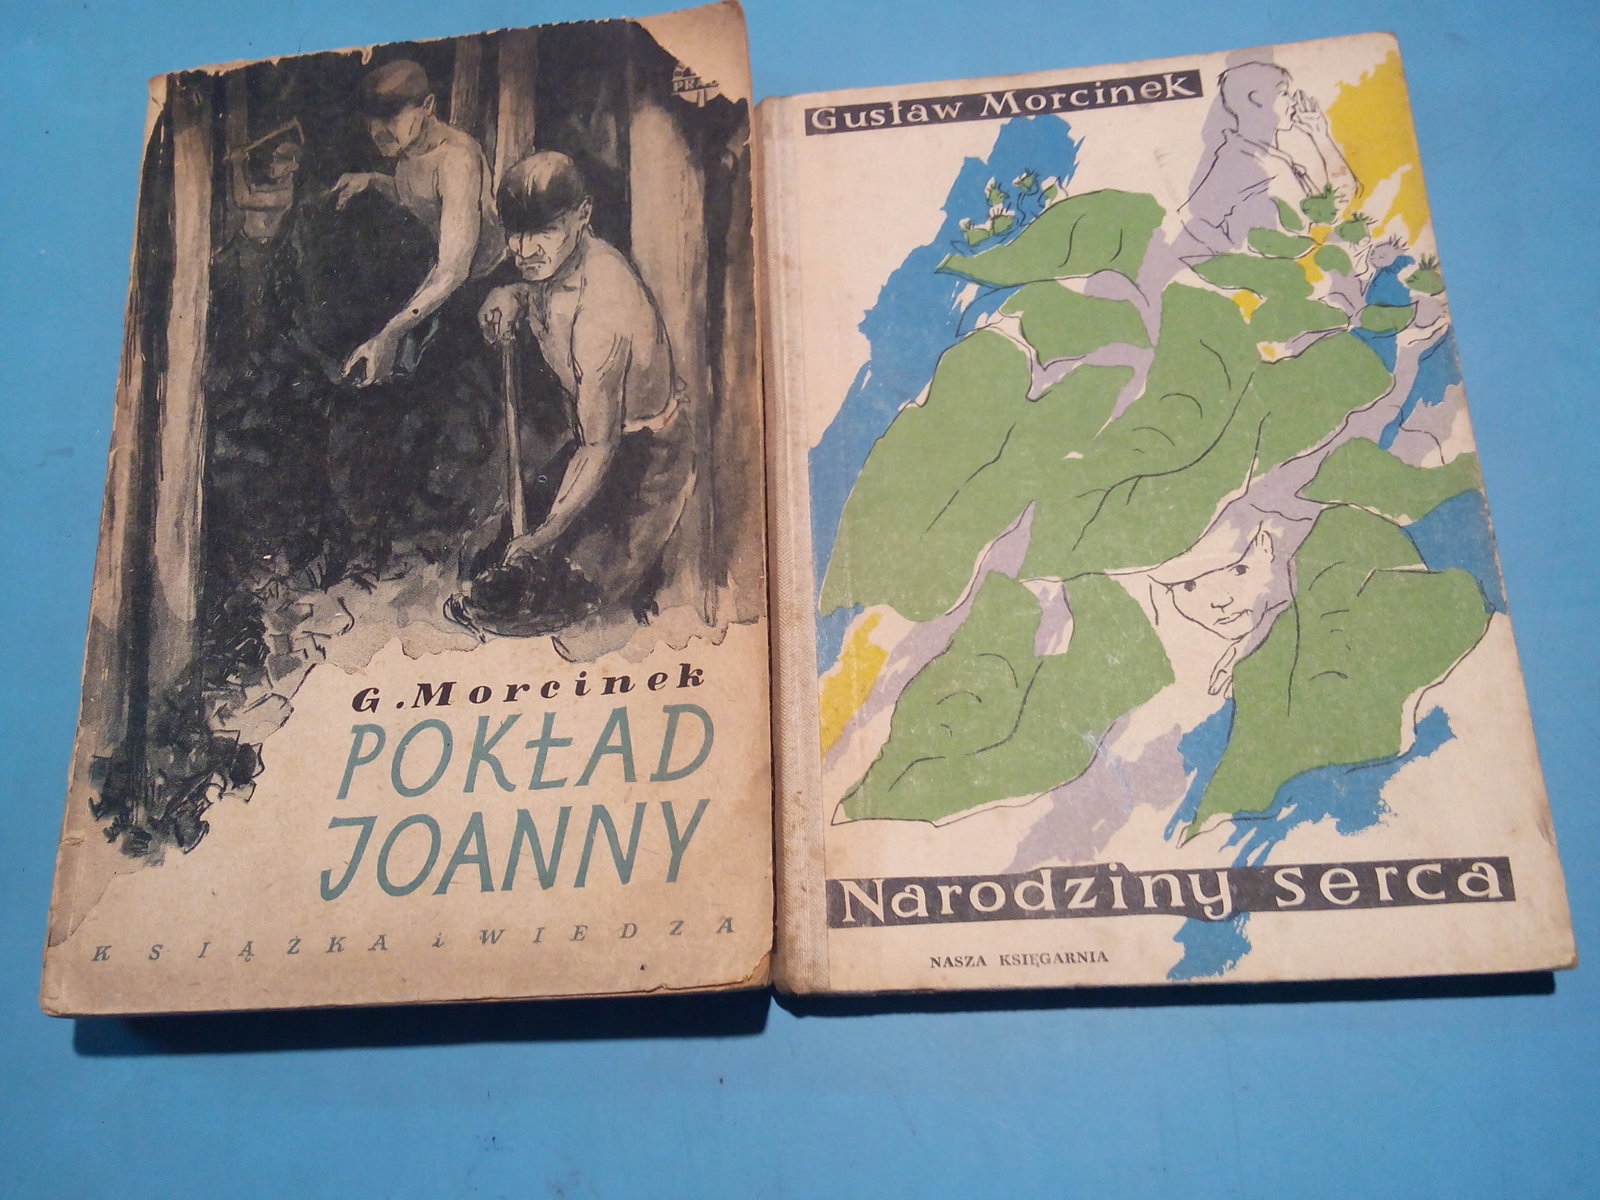 G. Morcinek
POKŁAD
JOANNY
KSIĄŻKA i WIEDZA
Gustaw Morcinek
Narodziny serca
NASZA KSIĘGARNIA